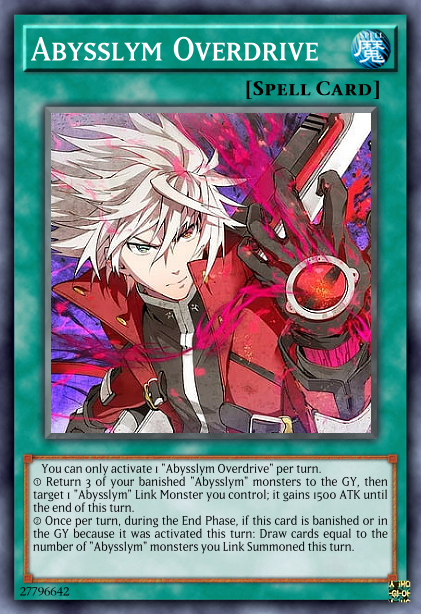 Abysslym Overdrive
SPELL
魔
[Spell Card]
You can only activate 1 "Abysslym Overdrive" per turn.
① Return 3 of your banished "Abysslym" monsters to the GY, then
target 1 "Abysslym" Link Monster you control; it gains 1500 ATK until
the end of this turn.
② Once per turn, during the End Phase, if this card is banished or in
the GY because it was activated this turn: Draw cards equal to the
number of "Abysslym" monsters you Link Summoned this turn.
27796642